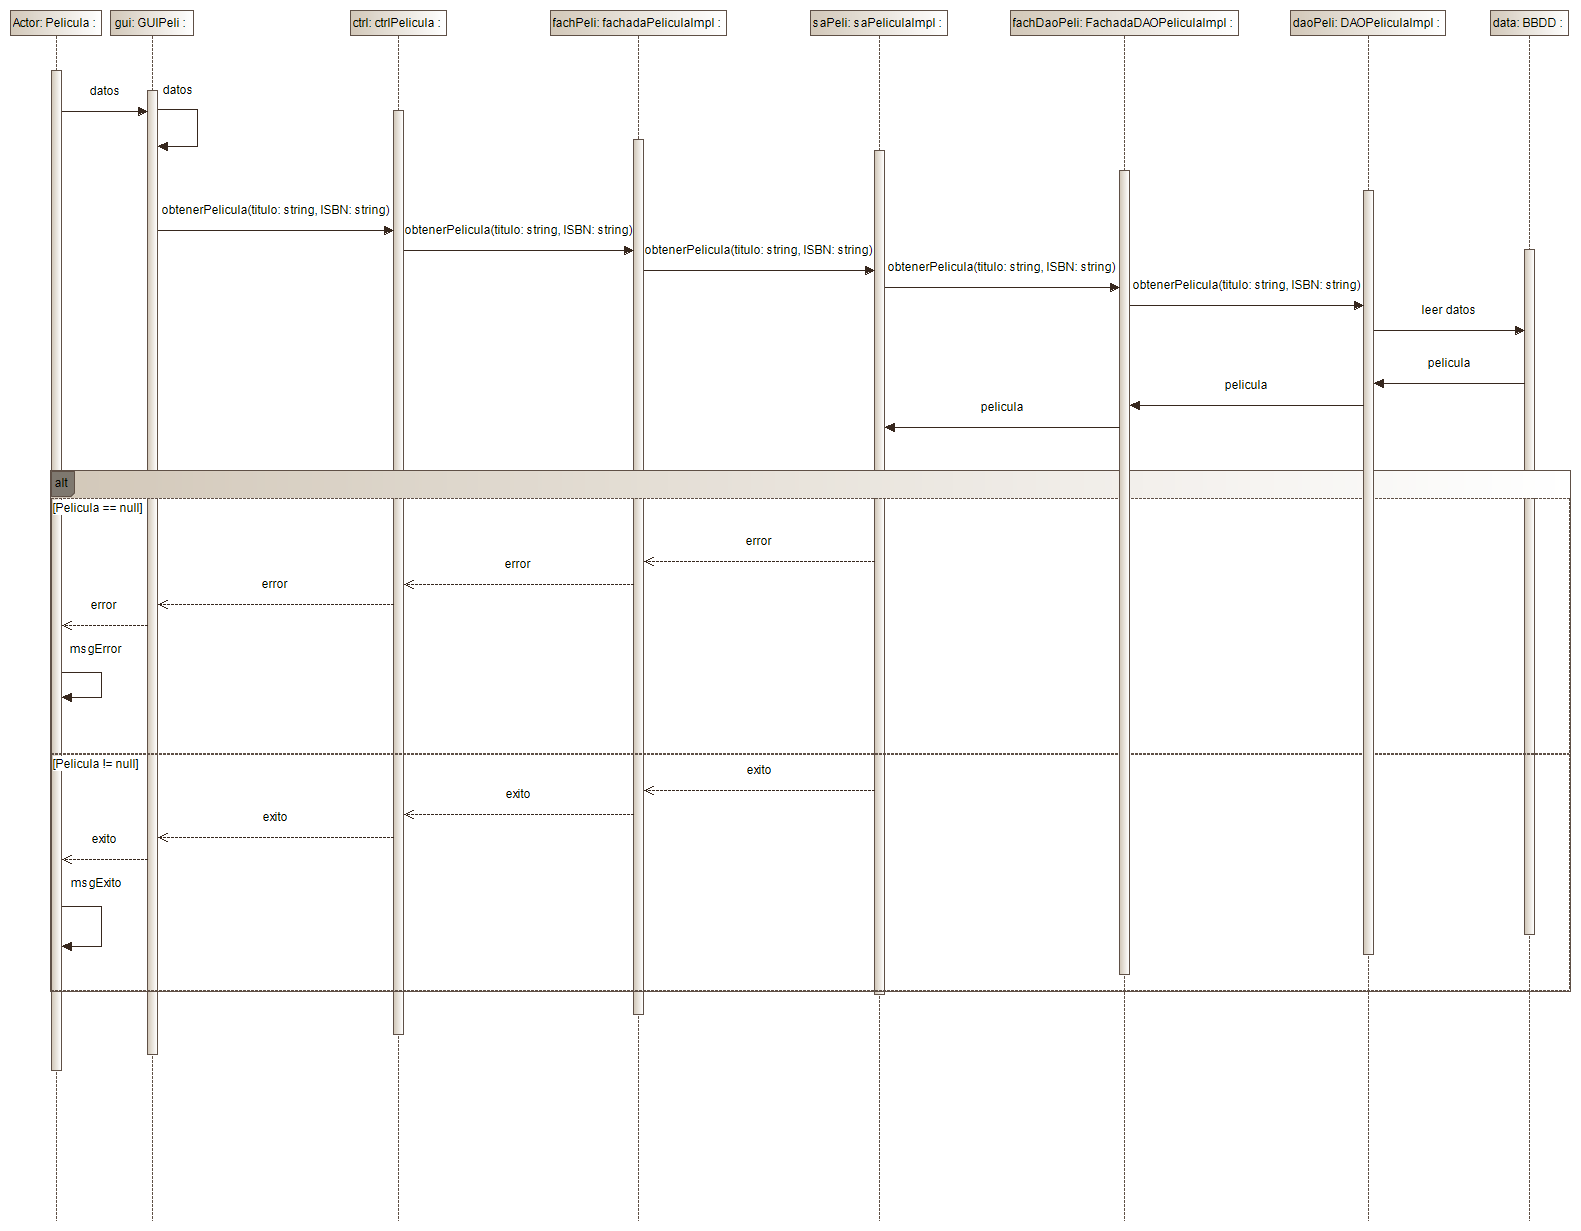 Actor: Pelicula :
gui: GUIPeli :
ctrl: ctrlPelicula :
fachPeli: fachadaPeliculaImpl :
saPeli: saPeliculaImpl :
fachDaoPeli: FachadaDAOPeliculaImpl :
daoPeli: DAOPeliculaImpl :
data: BBDD :
datos
datos
obtenerPelicula(titulo: string, ISBN: string)
obtenerPelicula(titulo: string, ISBN: string)
obtenerPelicula(titulo: string, ISBN: string)
obtenerPelicula(titulo: string, ISBN: string)
obtenerPelicula(titulo: string, ISBN: string)
leer datos
pelicula
pelicula
pelicula
alt
[Pelicula == null]
error
error
error
error
msgError
[Pelicula != null]
exito
exito
exito
exito
msgExito